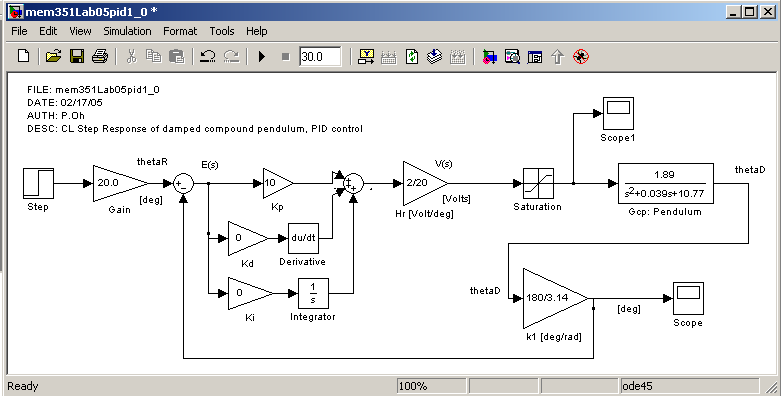 mem351Lab05pid1_0 *
File Edit View Simulation Format Tools Help
30.0
FILE: mem351Lab05pid1_0
DATE: 02/17/05
AUTH: P.Oh
DESC: CL Step Response of damped compound pendulum, PID control
Scope1
thetaR
E(s)
V(s)
thetaD
Step
20.0
Gain
[deg]
+
−
10
Kp
+
+
+
2/20
Hr [Volt/deg]
[Volts]
Saturation
1.89
s²+0.039s+10.77
Gcp: Pendulum
0
Kd
du/dt
Derivative
0
Ki
1
s
Integrator
thetaD
180/3.14
k1 [deg/rad]
[deg]
Scope
Ready
100%
ode45